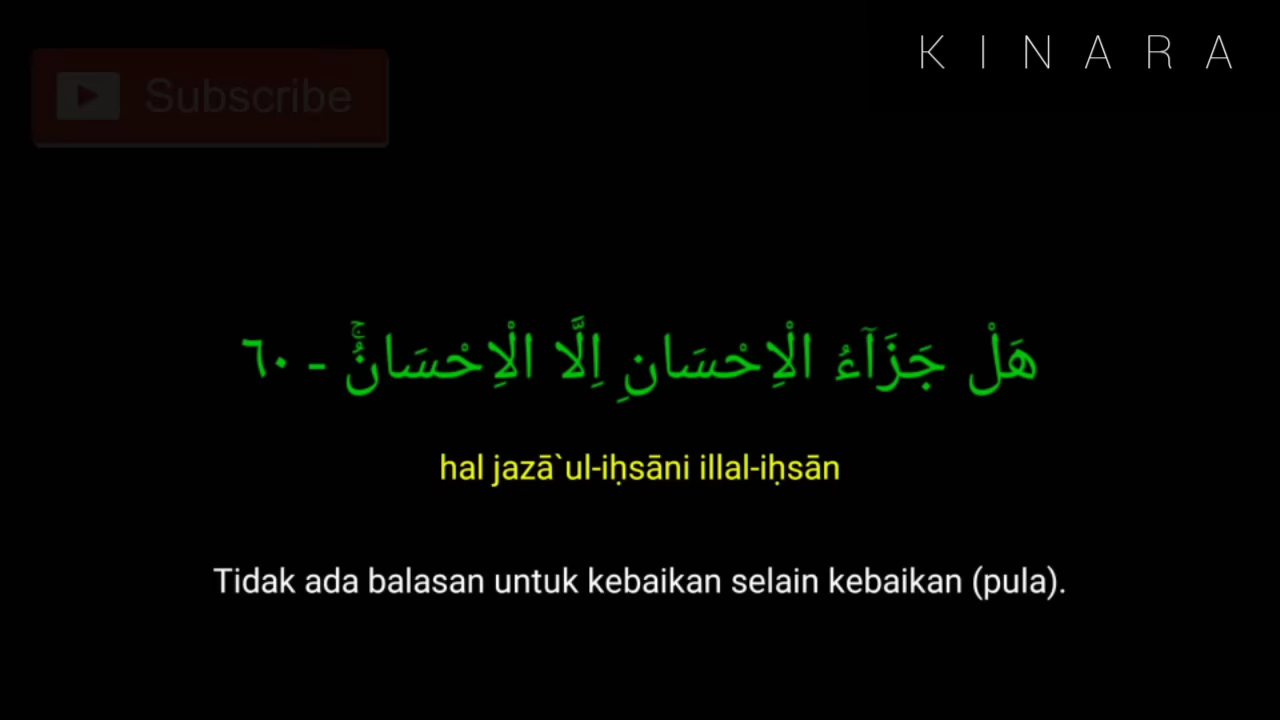 K I N A R A
Subscribe
هَلْ جَزَآءُ الْاِحْسَانِ اِلَّا الْاِحْسَانُۚ - ٦٠
hal jazā`ul-iḥsāni illal-iḥsān
Tidak ada balasan untuk kebaikan selain kebaikan (pula).